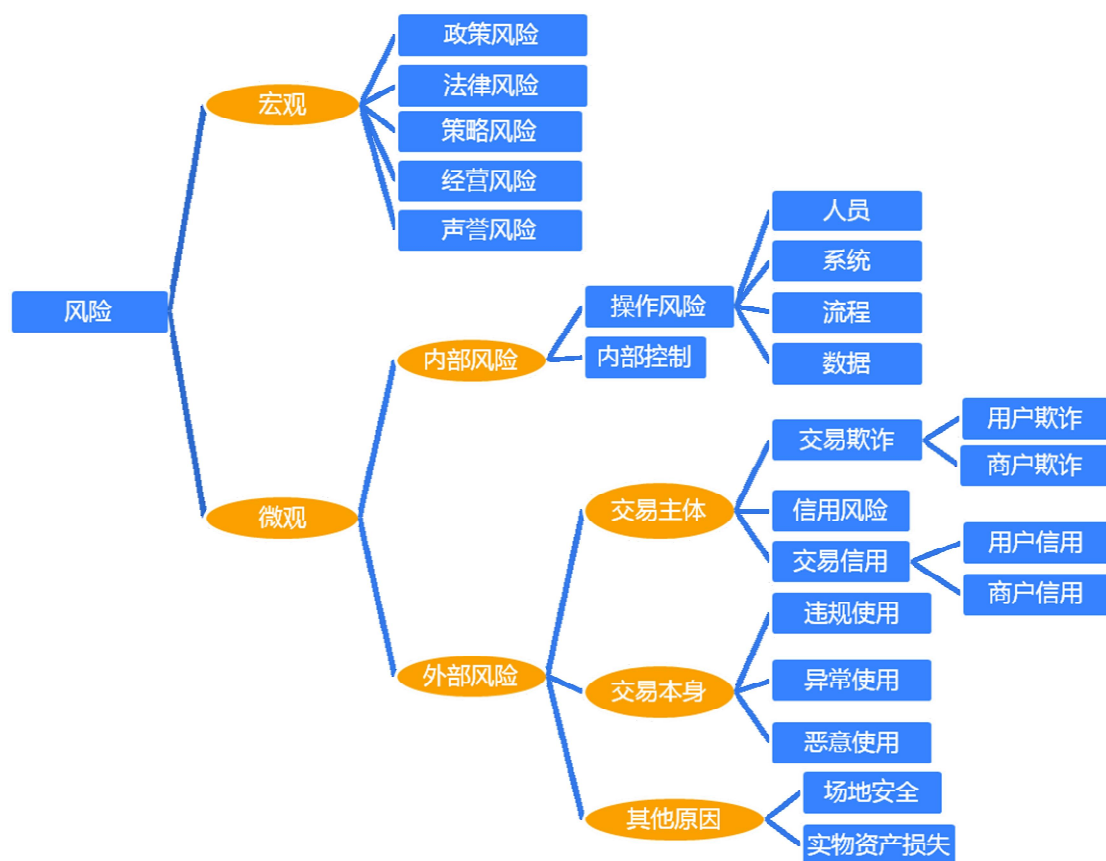 风险
宏观
政策风险
法律风险
策略风险
经营风险
声誉风险
微观
内部风险
操作风险
人员
系统
流程
数据
内部控制
外部风险
交易主体
交易欺诈
用户欺诈
商户欺诈
信用风险
交易信用
用户信用
商户信用
交易本身
违规使用
异常使用
恶意使用
其他原因
场地安全
实物资产损失